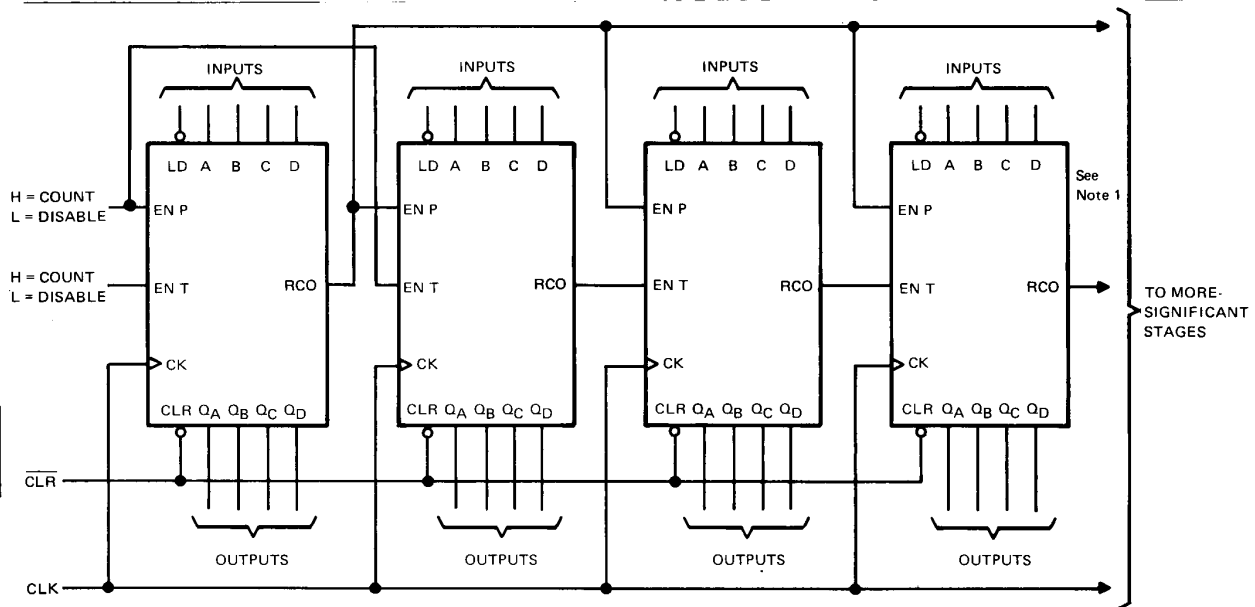 INPUTS INPUTS INPUTS INPUTS
LD A B C D LD A B C D LD A B C D LD A B C D
See
Note 1
H = COUNT
L = DISABLE
EN P EN P EN P EN P
H = COUNT
L = DISABLE
EN T RCO EN T RCO EN T RCO EN T RCO
TO MORE-
SIGNIFICANT
STAGES
CK CK CK CK
CLR QA QB QC QD CLR QA QB QC QD CLR QA QB QC QD CLR QA QB QC QD
CLR
OUTPUTS OUTPUTS OUTPUTS OUTPUTS
CLK